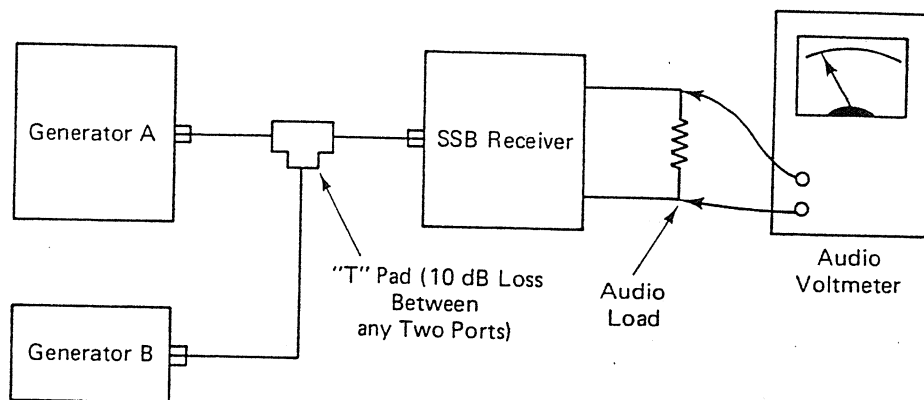 Generator A
SSB Receiver
"T" Pad (10 dB Loss
Between
any Two Ports)
Audio
Load
Audio
Voltmeter
Generator B